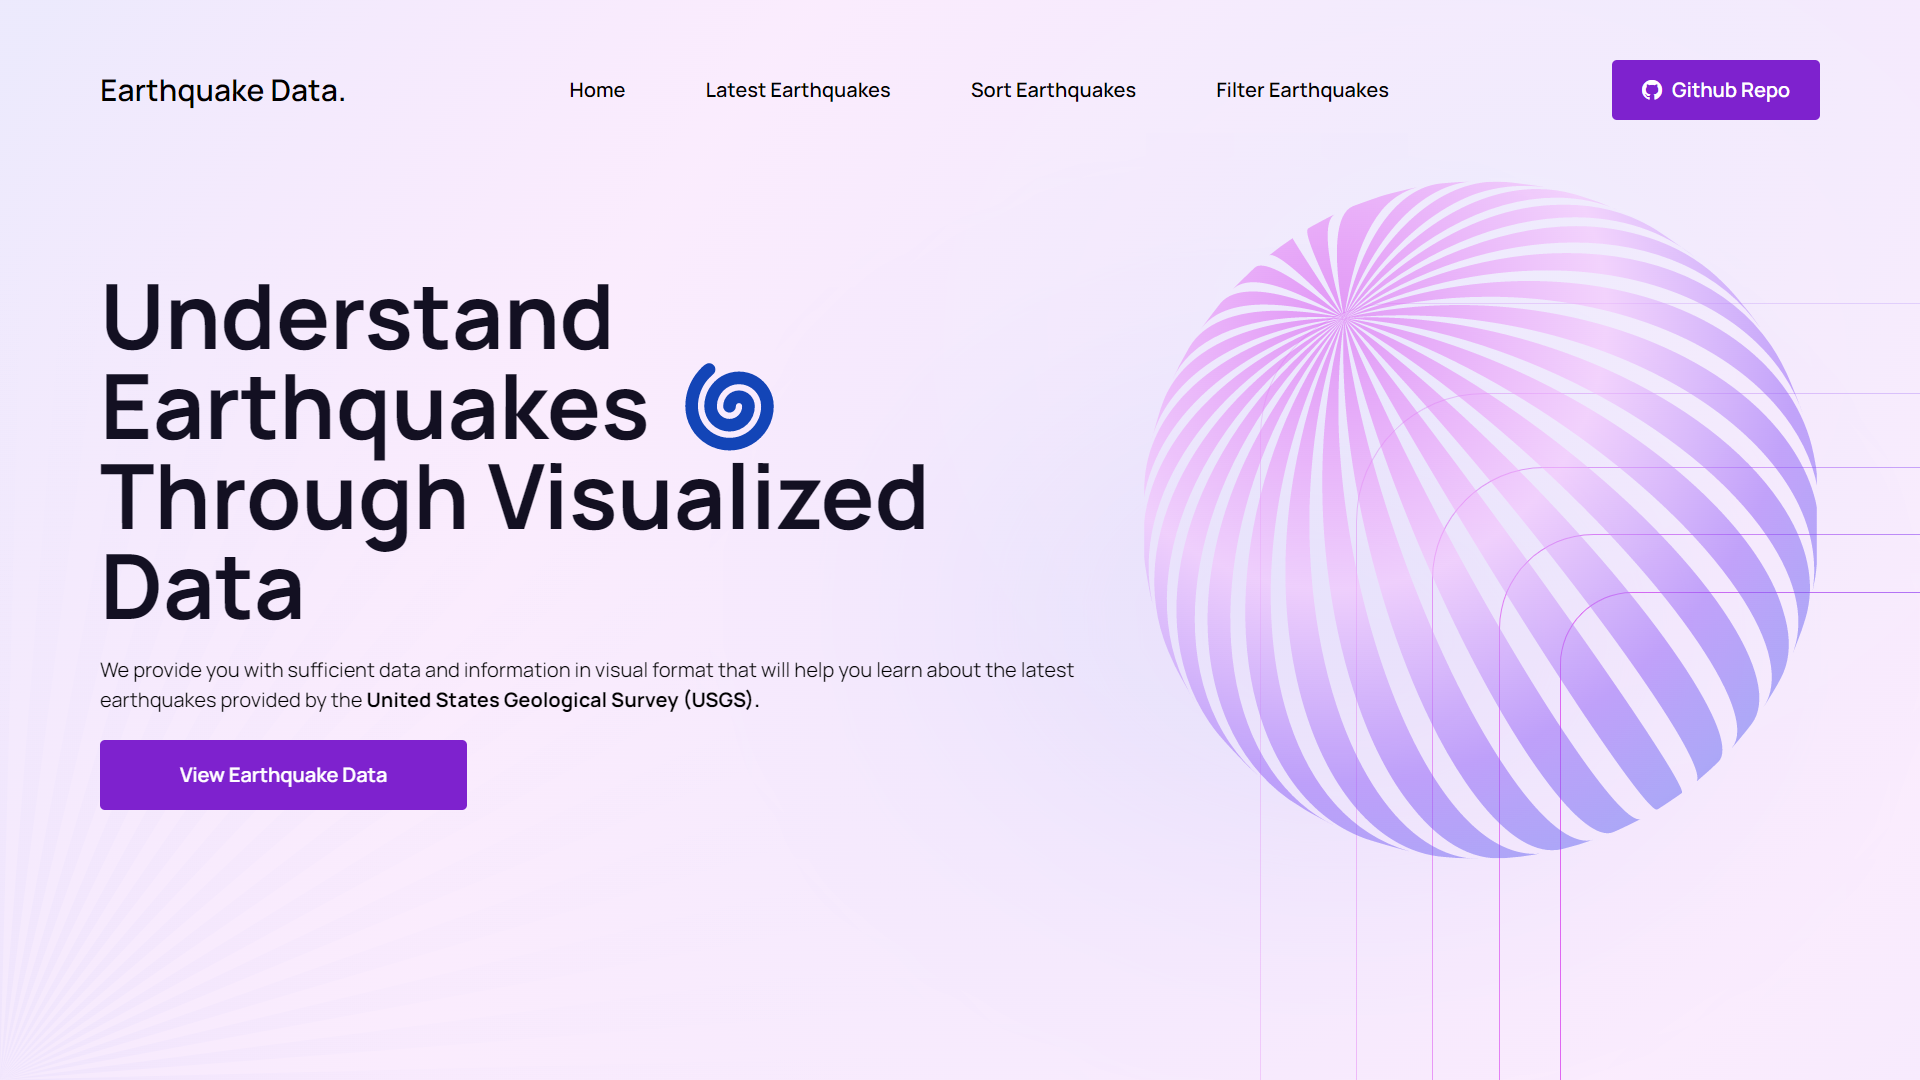 Earthquake Data.
Home
Latest Earthquakes
Sort Earthquakes
Filter Earthquakes
Github Repo
Understand
Earthquakes
Through Visualized
Data
We provide you with sufficient data and information in visual format that will help you learn about the latest
earthquakes provided by the United States Geological Survey (USGS).
View Earthquake Data